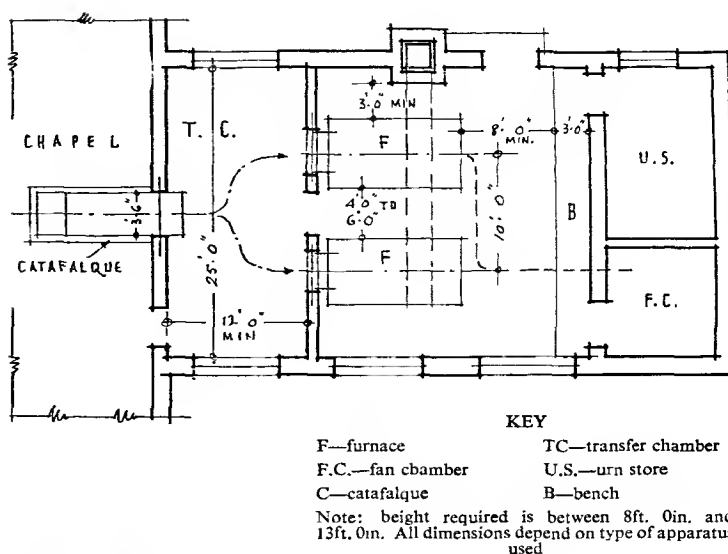 CHAPEL
CATAFALQUE
3'.6"
T. C.
25'.0"
12'.0"
MIN
3'.0" MIN
F
4'.0" TO
6'.0"
F
8'.0"
MIN.
10'.0"
3'.0"
B
U.S.
F.C.
KEY
F—furnace TC—transfer chamber
F.C.—fan chamber U.S.—urn store
C—catafalque B—bench
Note: height required is between 8ft. 0in. and
13ft. 0in. All dimensions depend on type of apparatus
used